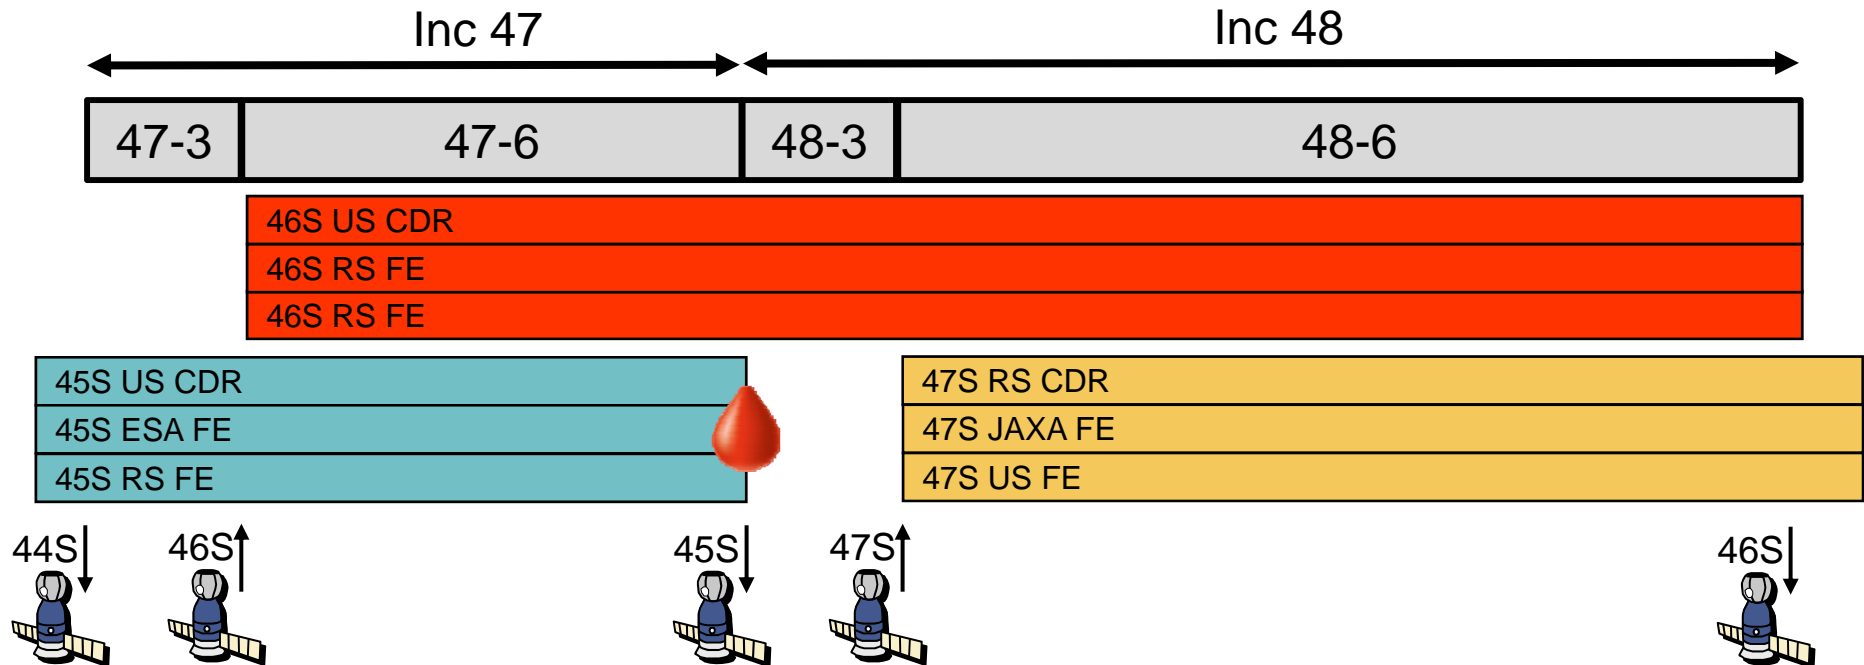 Inc 47
Inc 48
47-3
47-6
48-3
48-6
46S US CDR
46S RS FE
46S RS FE
45S US CDR
45S ESA FE
45S RS FE
47S RS CDR
47S JAXA FE
47S US FE
44S
46S
45S
47S
46S